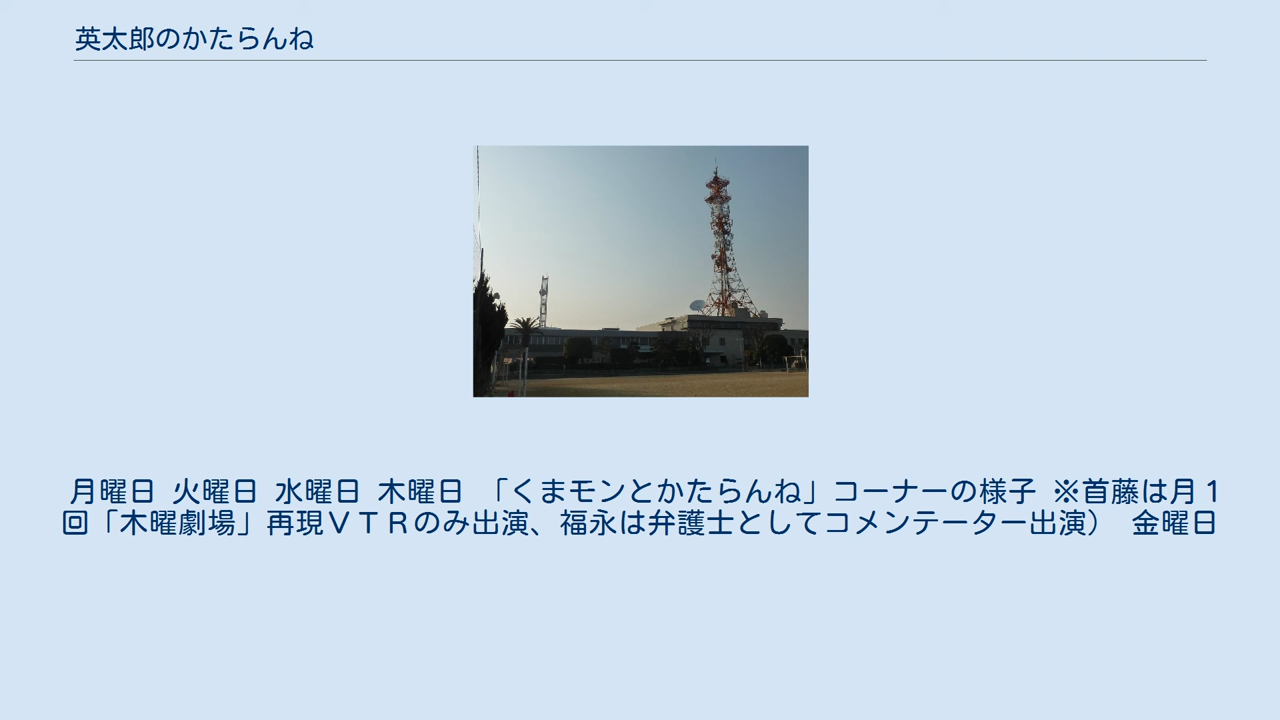 英太郎のかたらんね
月曜日 火曜日 水曜日 木曜日 「くまモンとかたらんね」コーナーの様子 ※首藤は月１
回「木曜劇場」再現ＶＴＲのみ出演、福永は弁護士としてコメンテーター出演） 金曜日